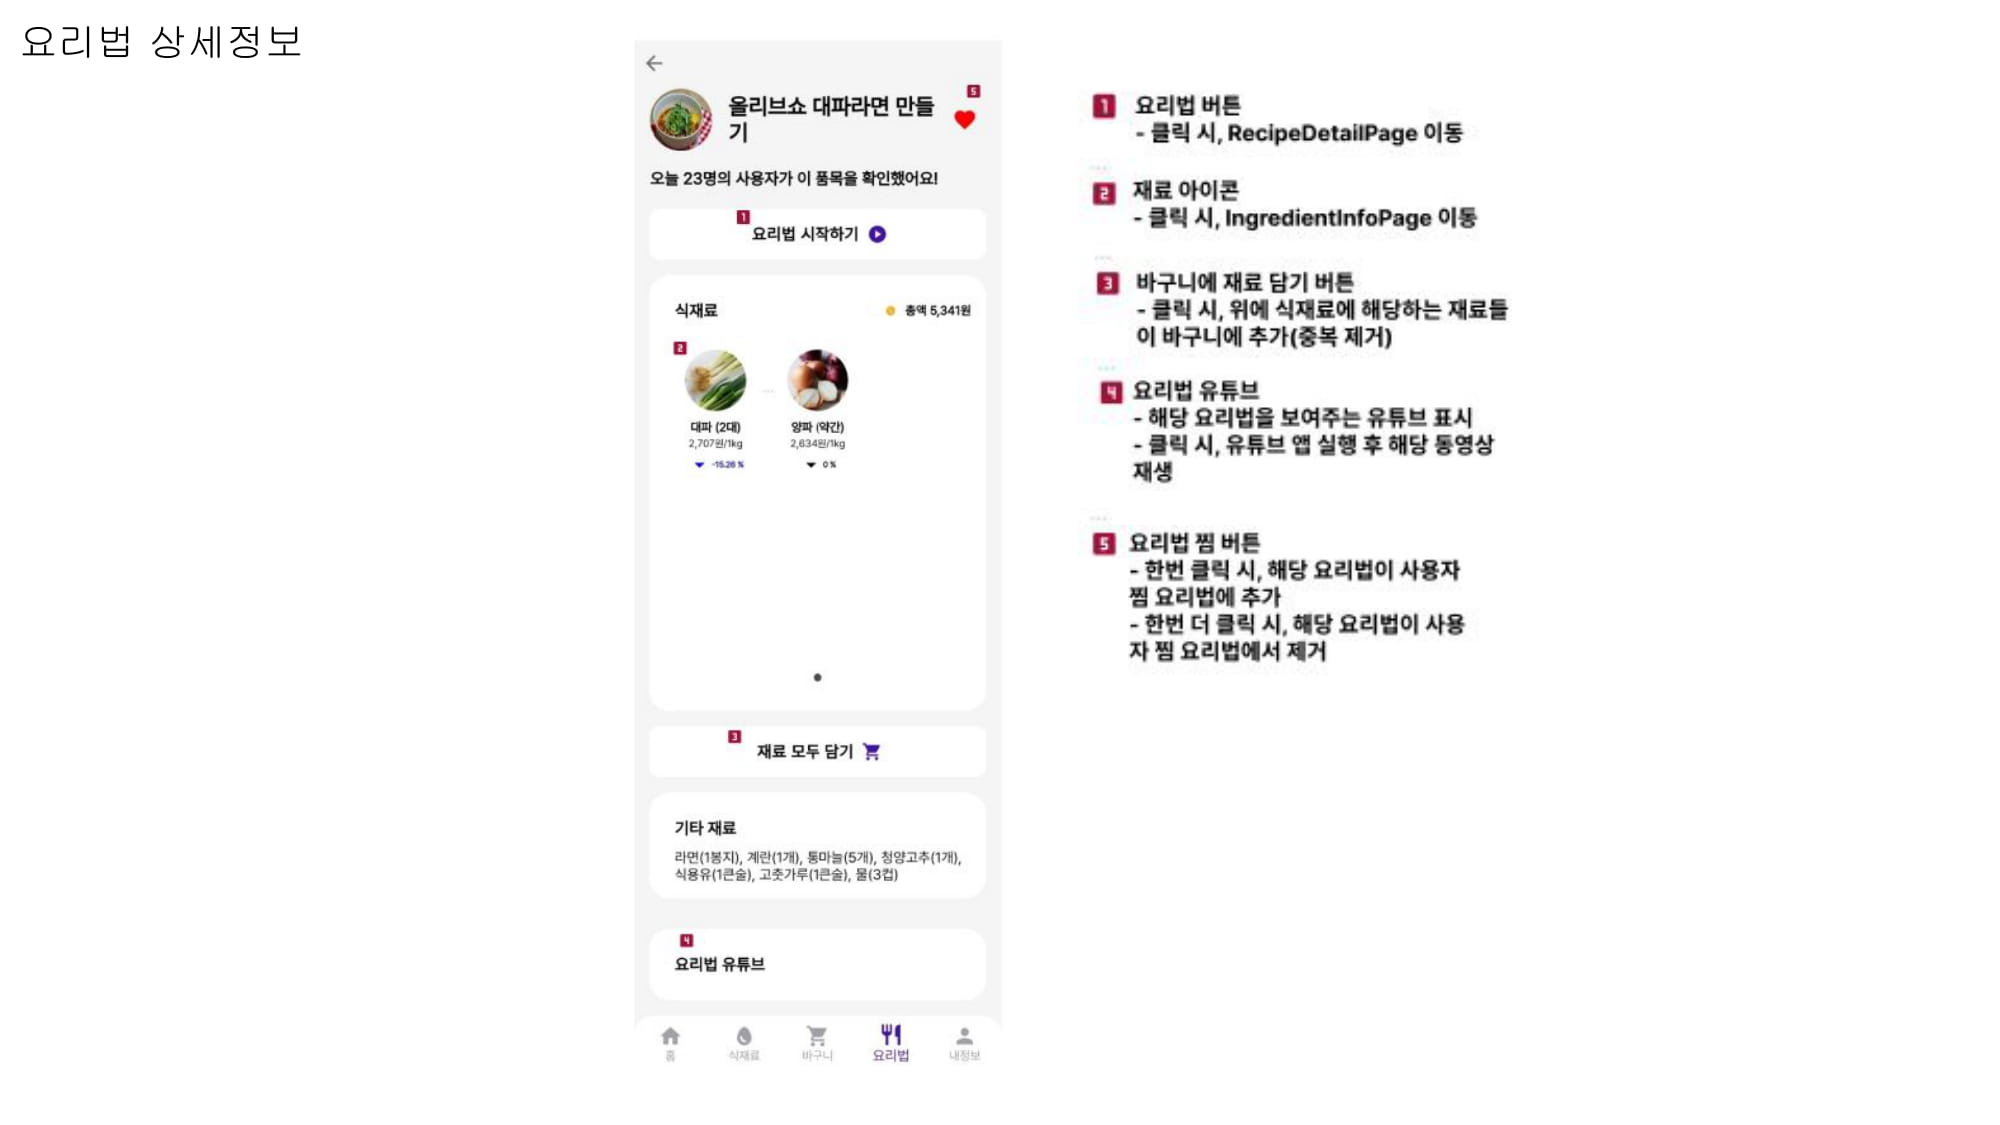 요리법 상세정보
올리브쇼 대파라면 만들
기
5
오늘 23명의 사용자가 이 품목을 확인했어요!
1
요리법 시작하기
식재료
총액 5,341원
2
대파 (2대)
2,707원/1kg
-15.26 %
양파 (약간)
2,634원/1kg
0 %
3
재료 모두 담기
기타 재료
라면(1봉지), 계란(1개), 통마늘(5개), 청양고추(1개),
식용유(1큰술), 고춧가루(1큰술), 물(3컵)
4
요리법 유튜브
홈
식재료
바구니
요리법
내정보
1 요리법 버튼
- 클릭 시, RecipeDetailPage 이동
2 재료 아이콘
- 클릭 시, IngredientInfoPage 이동
3 바구니에 재료 담기 버튼
- 클릭 시, 위에 식재료에 해당하는 재료들
이 바구니에 추가(중복 제거)
4 요리법 유튜브
- 해당 요리법을 보여주는 유튜브 표시
- 클릭 시, 유튜브 앱 실행 후 해당 동영상
재생
5 요리법 찜 버튼
- 한번 클릭 시, 해당 요리법이 사용자
찜 요리법에 추가
- 한번 더 클릭 시, 해당 요리법이 사용
자 찜 요리법에서 제거